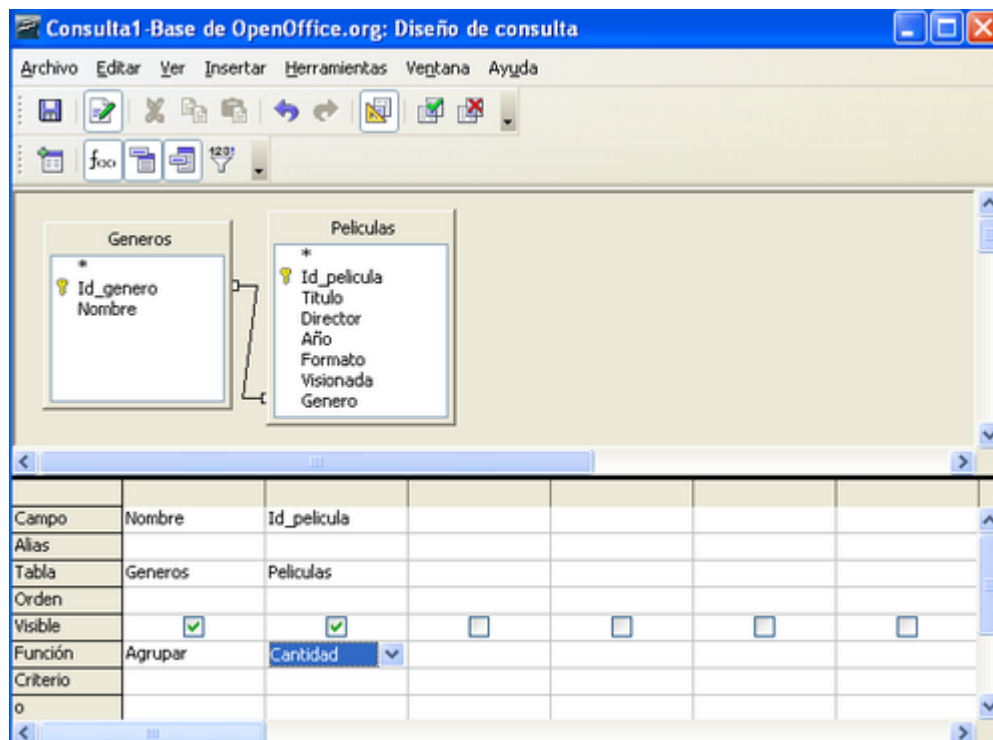 Consulta1-Base de OpenOffice.org: Diseño de consulta
Archivo Editar Ver Insertar Herramientas Ventana Ayuda
Generos
*
Id_genero
Nombre
Peliculas
*
Id_pelicula
Titulo
Director
Año
Formato
Visionada
Genero
Campo Nombre Id_pelicula
Alias
Tabla Generos Peliculas
Orden
Visible
Función Agrupar Cantidad
Criterio
o